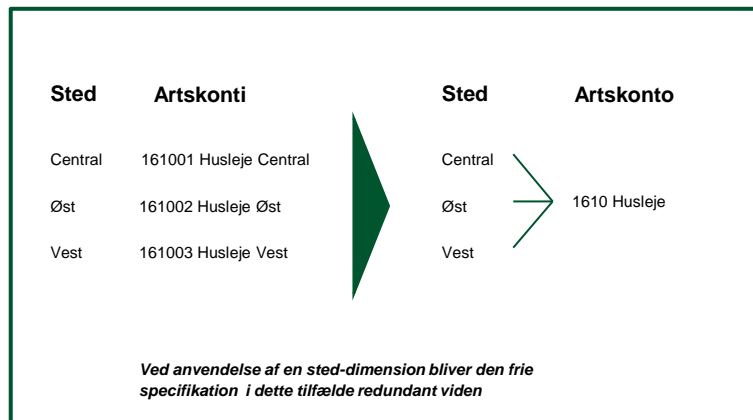 Sted Artskonti Sted Artskonto
Central 161001 Husleje Central Central
Øst 161002 Husleje Øst Øst 1610 Husleje
Vest 161003 Husleje Vest Vest
Ved anvendelse af en sted-dimension bliver den frie
specifikation i dette tilfælde redundant viden